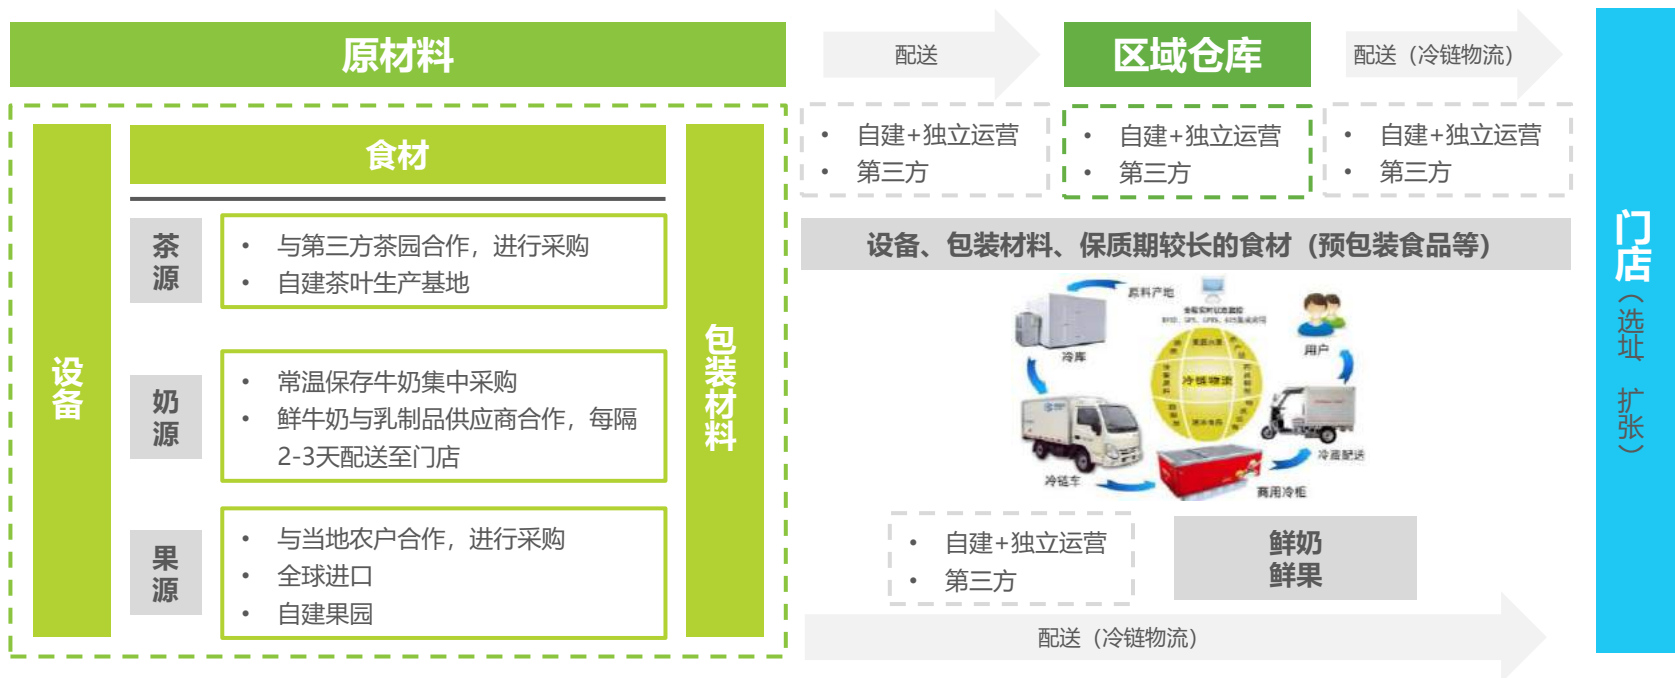 原材料
配送
区域仓库
配送（冷链物流）
设备
食材
茶源
• 与第三方茶园合作，进行采购
• 自建茶叶生产基地
奶源
• 常温保存牛奶集中采购
• 鲜牛奶与乳制品供应商合作，每隔
2-3天配送至门店
果源
• 与当地农户合作，进行采购
• 全球进口
• 自建果园
包装材料
• 自建+独立运营
• 第三方
• 自建+独立运营
• 第三方
• 自建+独立运营
• 第三方
设备、包装材料、保质期较长的食材（预包装食品等）
原料产地
冷库
用户
冷链物流
冷链车
冷藏配送
商用冷柜
• 自建+独立运营
• 第三方
鲜奶
鲜果
配送（冷链物流）
门店（选址、扩张）